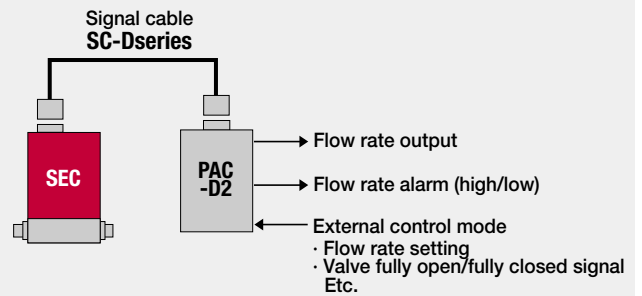 Signal cable
SC-Dseries
SEC
PAC
-D2
Flow rate output
Flow rate alarm (high/low)
External control mode
· Flow rate setting
· Valve fully open/fully closed signal
Etc.